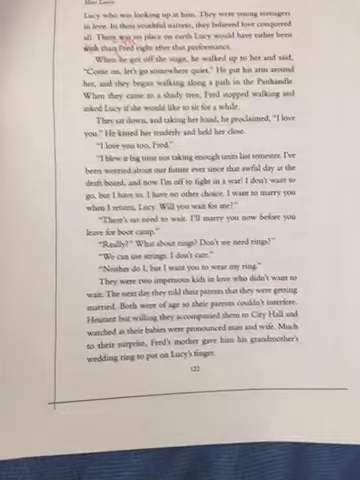 Lucy who was looking up at him. They were young teenagers
in love. In their youthful naivete, they believed love conquered
all. There was no place on earth Lucy would have rather been
than Fred right after that performance.
When he got off the stage, he walked up to her and said,
"Come on, let's go somewhere quiet." He put his arm around
her, and they began walking along a path in the Panhandle.
When they came to a shady tree, Fred stopped walking and
asked Lucy if she would like to sit for a while.
They sat down, and taking her hand, he proclaimed, "I love
you." He kissed her tenderly and held her close.
"I love you too, Fred."
"I blew it big time not taking enough units last semester. I've
been worried about our future ever since that awful day at the
draft board, and now I'm off to fight in a war! I don't want to
go, but I have to. I have no other choice. I want to marry you
when I return, Lucy. Will you wait for me?"
"There's no need to wait. I'll marry you now before you
leave for boot camp."
"Really? What about rings? Don't we need rings?"
"We can use strings. I don't care."
"Neither do I, but I want you to wear my ring."
They were two impetuous kids in love who didn't want to
wait. The next day they told their parents that they were getting
married. Both were of age so their parents couldn't interfere.
Hesitant but willing they accompanied them to City Hall and
watched as their babies were pronounced man and wife. Much
to their surprise, Fred's mother gave him his grandmother's
wedding ring to put on Lucy's finger.
122